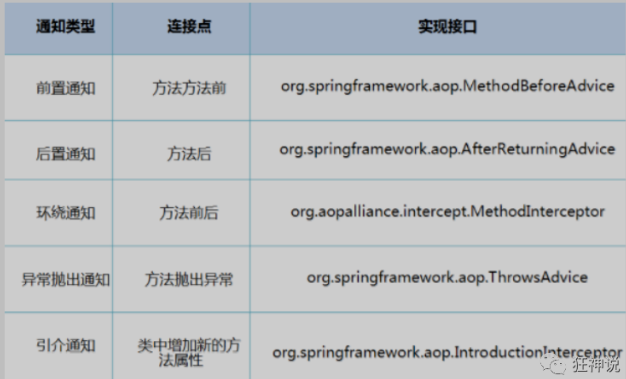 通知类型 连接点 实现接口
前置通知 方法方法前 org.springframework.aop.MethodBeforeAdvice
后置通知 方法后 org.springframework.aop.AfterReturningAdvice
环绕通知 方法前后 org.aopalliance.intercept.MethodInterceptor
异常抛出通知 方法抛出异常 org.springframework.aop.ThrowsAdvice
引介通知 类中增加新的方
法属性 org.springframework.aop.IntroductionInterceptor
狂神说